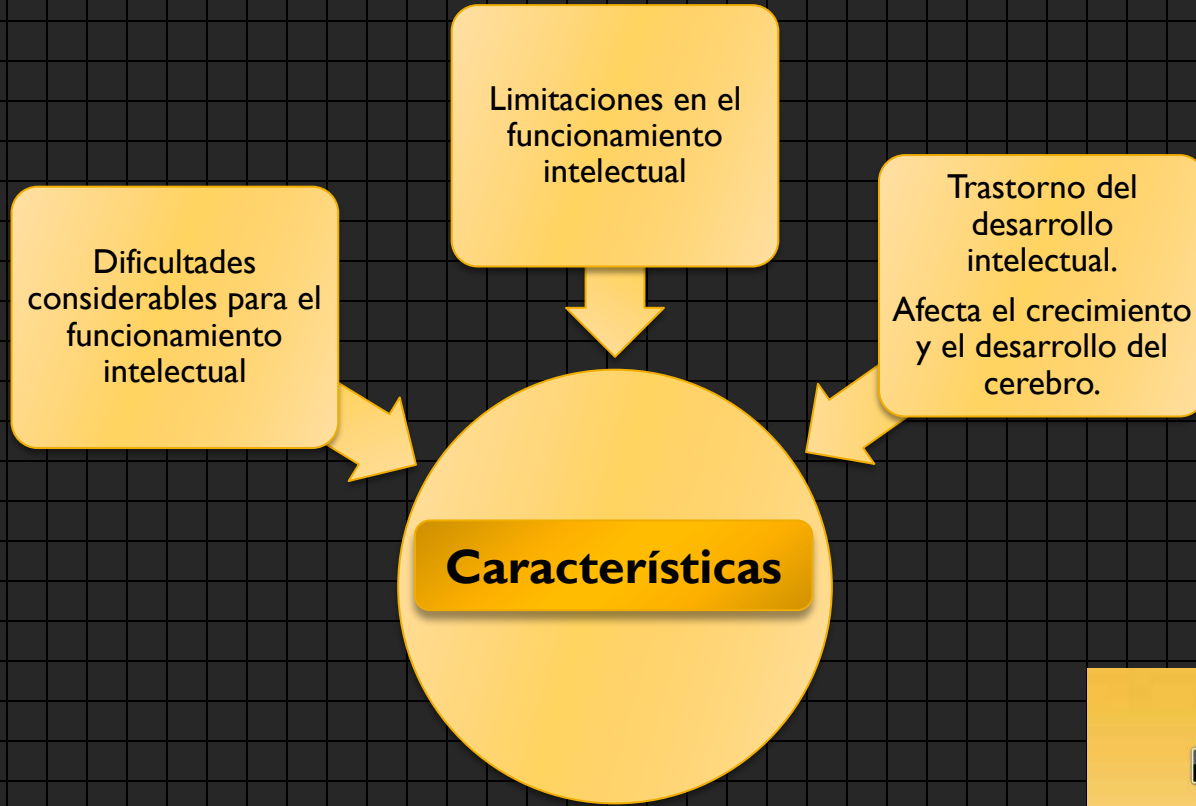 Limitaciones en el
funcionamiento
intelectual
Dificultades
considerables para el
funcionamiento
intelectual
Trastorno del
desarrollo
intelectual.
Afecta el crecimiento
y el desarrollo del
cerebro.
Características